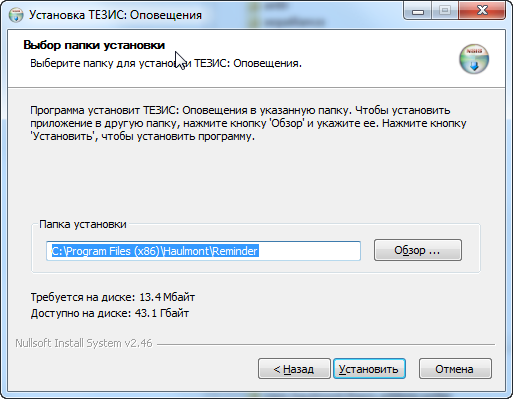 Установка ТЕЗИС: Оповещения
Выбор папки установки
Выберите папку для установки ТЕЗИС: Оповещения.
Программа установит ТЕЗИС: Оповещения в указанную папку. Чтобы установить
приложение в другую папку, нажмите кнопку 'Обзор' и укажите ее. Нажмите кнопку
'Установить', чтобы установить программу.
Папка установки
C:\Program Files (x86)\Haulmont\Reminder
Обзор ...
Требуется на диске: 13.4 Мбайт
Доступно на диске: 43.1 Гбайт
Nullsoft Install System v2.46
< Назад
Установить
Отмена